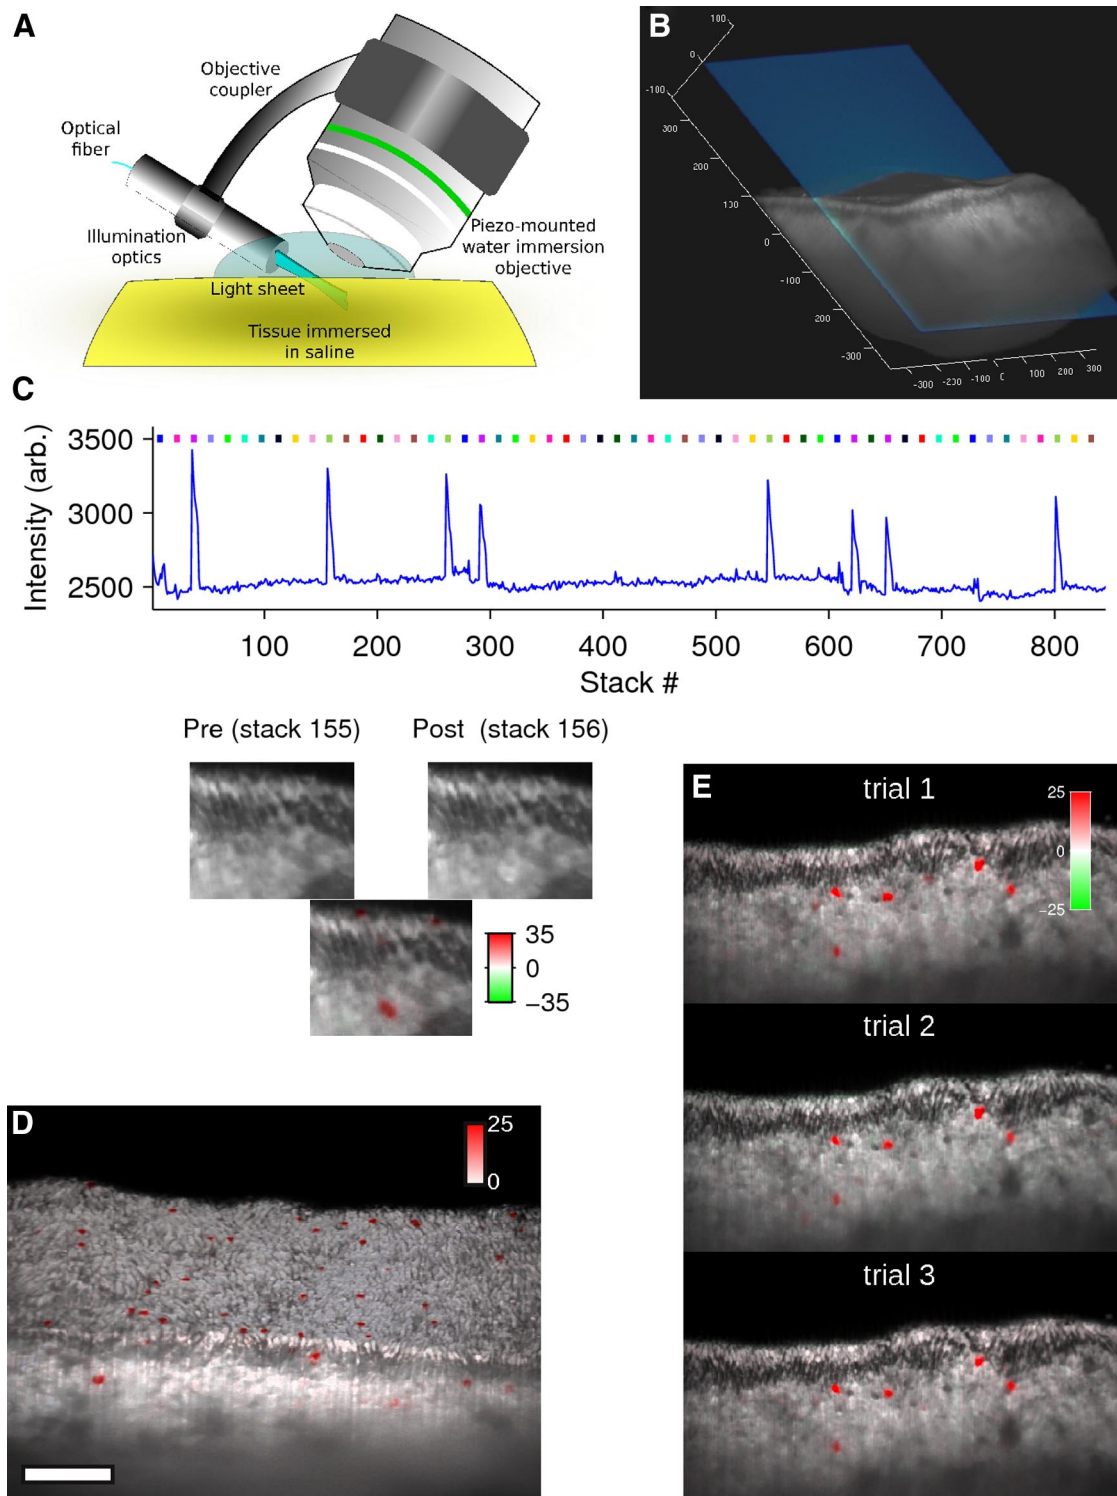 A
Objective
coupler
Optical
fiber
Illumination
optics
Piezo-mounted
water immersion
objective
Light sheet
Tissue immersed
in saline
B
100
0
-100
300
200
100
0
-100
200
-300
-300 -200 -100 0 100 200 300
C
Intensity (arb.)
3500
3000
2500
100 200 300 400 500 600 700 800
Stack #
Pre (stack 155) Post (stack 156)
35
0
−35
D
25
0
E
trial 1
25
0
−25
trial 2
trial 3